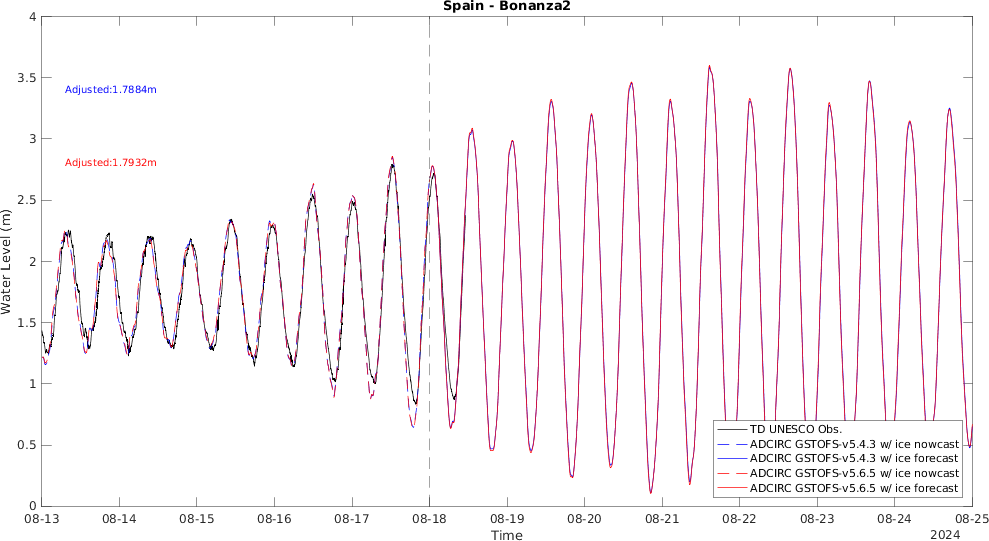 Spain - Bonanza2
4
3.5
3
2.5
2
1.5
1
0.5
0
Water Level (m)
Adjusted:1.7884m
Adjusted:1.7932m
TD UNESCO Obs.
ADCIRC GSTOFS-v5.4.3 w/ ice nowcast
ADCIRC GSTOFS-v5.4.3 w/ ice forecast
ADCIRC GSTOFS-v5.6.5 w/ ice nowcast
ADCIRC GSTOFS-v5.6.5 w/ ice forecast
08-13 08-14 08-15 08-16 08-17 08-18 08-19 08-20 08-21 08-22 08-23 08-24 08-25
Time
2024